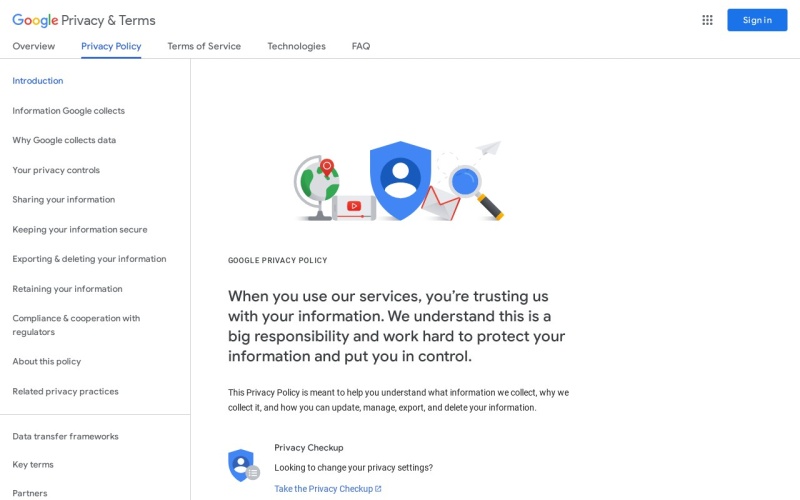 Google Privacy & Terms
Sign in
Overview
Privacy Policy
Terms of Service
Technologies
FAQ
Introduction
Information Google collects
Why Google collects data
Your privacy controls
Sharing your information
Keeping your information secure
Exporting & deleting your information
Retaining your information
Compliance & cooperation with
regulators
About this policy
Related privacy practices
Data transfer frameworks
Key terms
Partners
GOOGLE PRIVACY POLICY
When you use our services, you’re trusting us
with your information. We understand this is a
big responsibility and work hard to protect your
information and put you in control.
This Privacy Policy is meant to help you understand what information we collect, why we
collect it, and how you can update, manage, export, and delete your information.
Privacy Checkup
Looking to change your privacy settings?
Take the Privacy Checkup